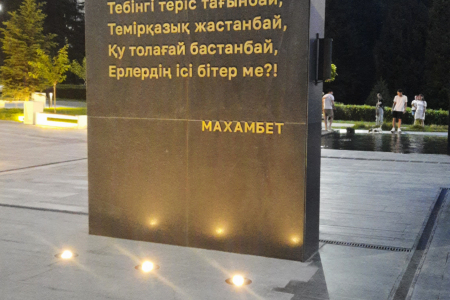 Тебінгі теріс тағынбай,
Темірқазық жастанбай,
Қу толағай бастанбай,
Ерлердің ісі бітер ме?!
МАХАМБЕТ